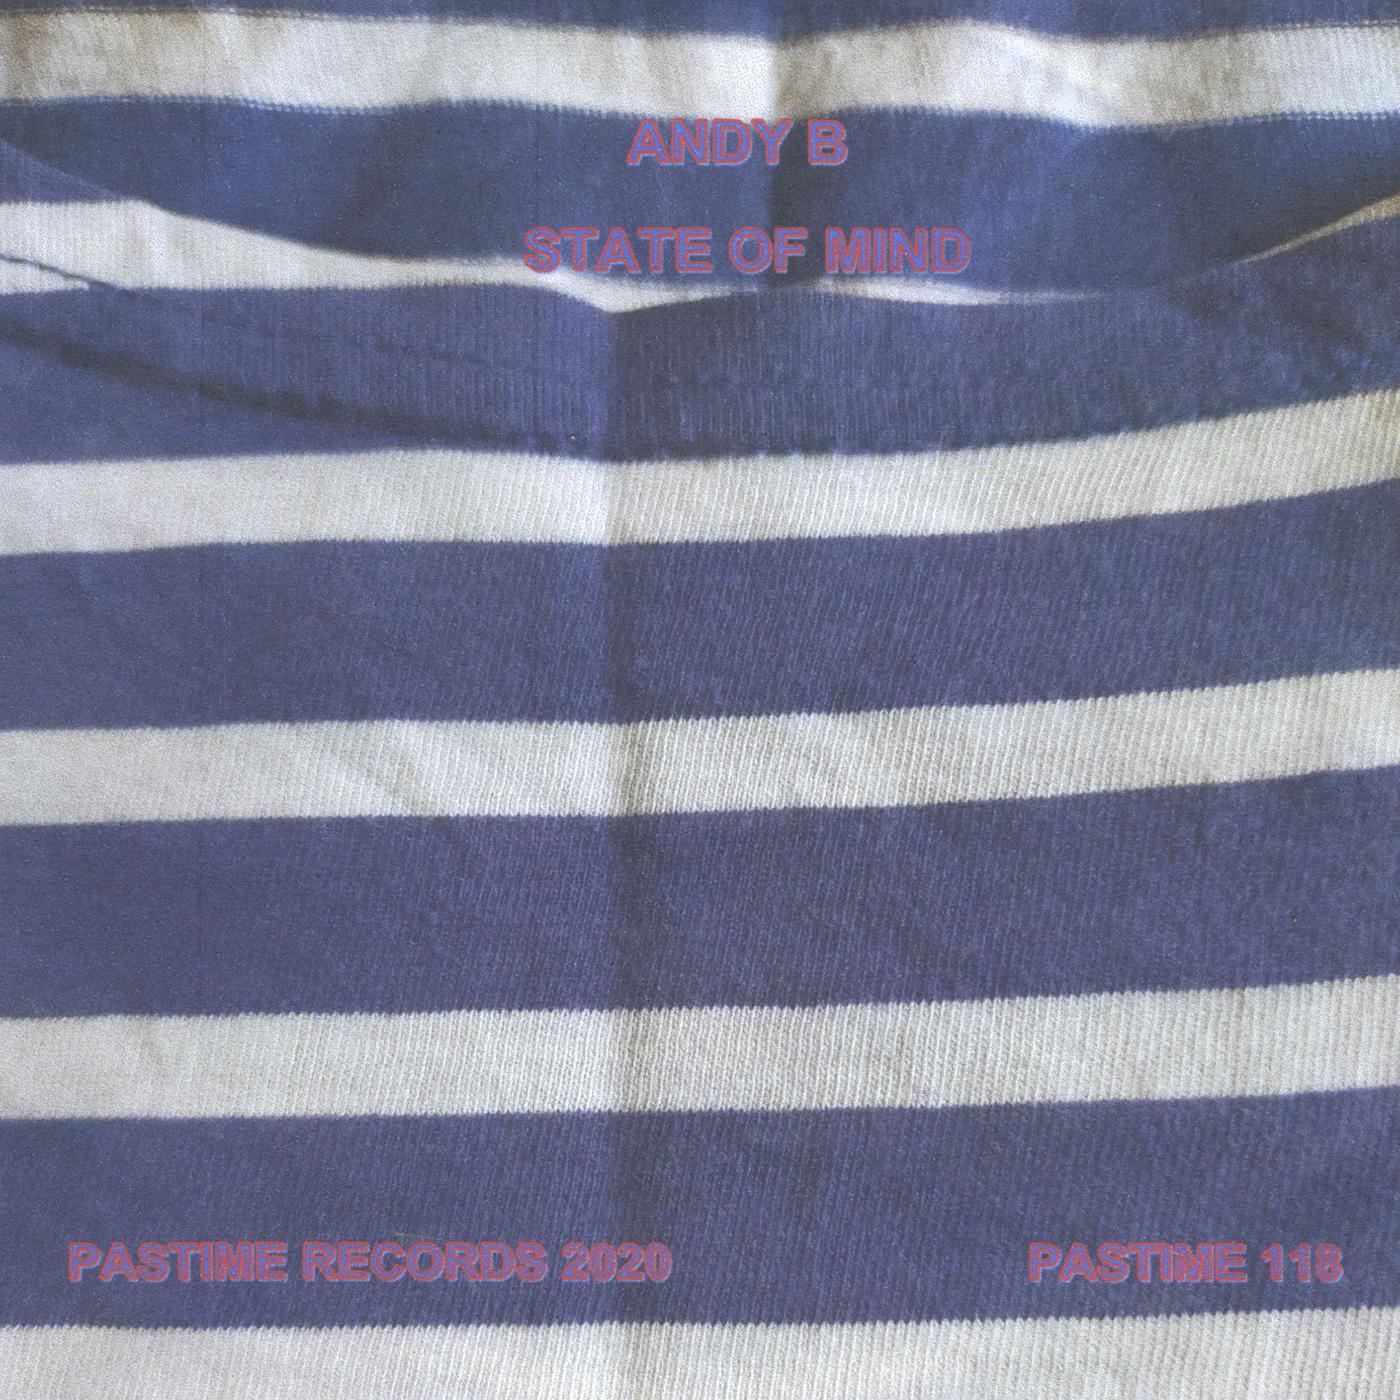 ANDY B
STATE OF MIND
PASTIME RECORDS 2020
PASTIME 118